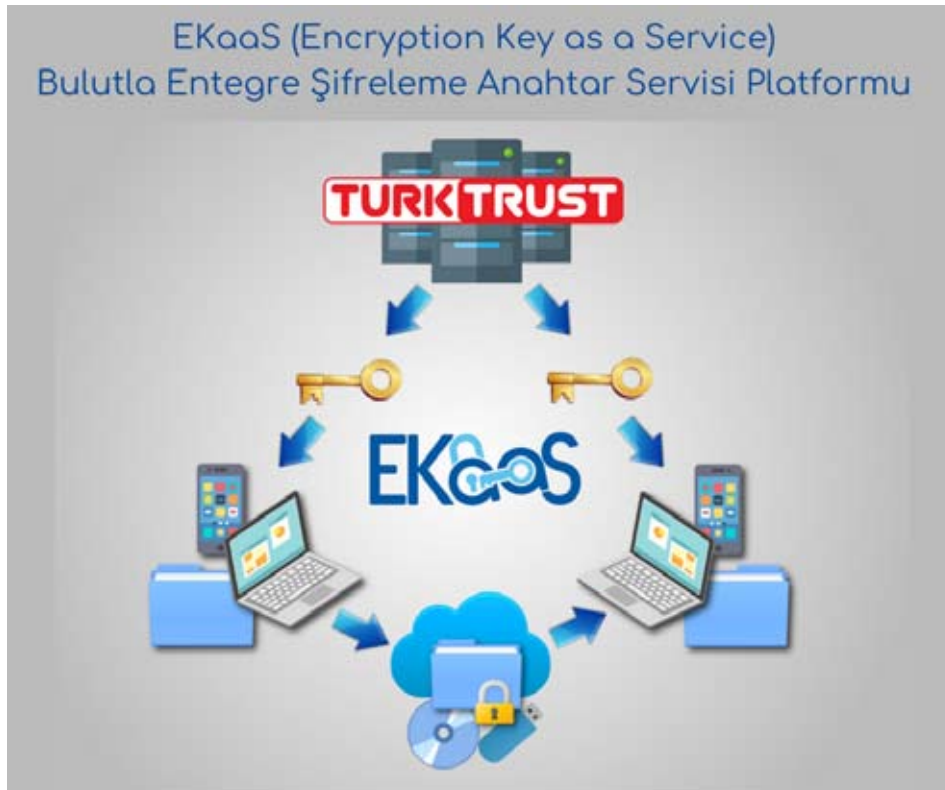 EKaaS (Encryption Key as a Service)
Bulutla Entegre Şifreleme Anahtar Servisi Platformu
TURKTRUST
EKaaS